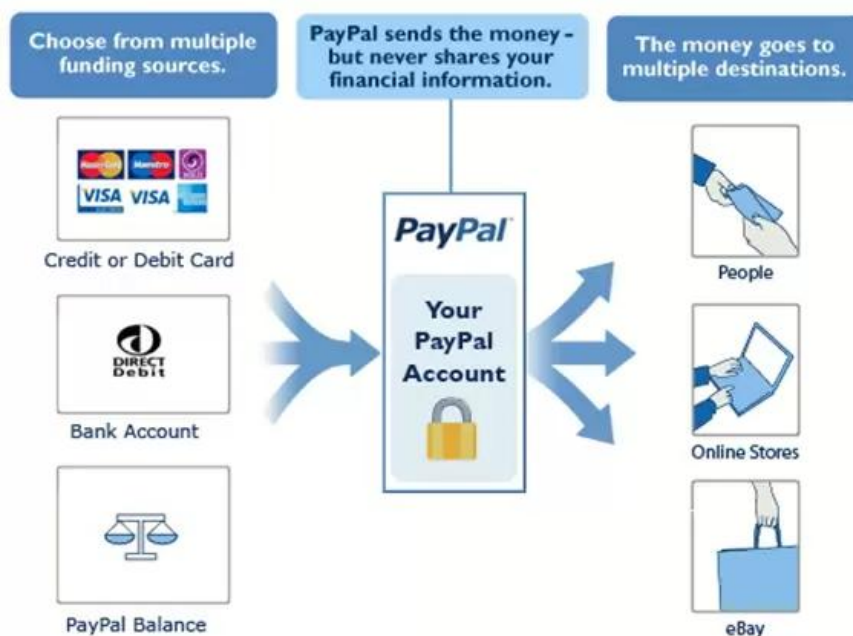 Choose from multiple
funding sources.
PayPal sends the money -
but never shares your
financial information.
The money goes to
multiple destinations.
MasterCard
Maestro
VISA
VISA
Credit or Debit Card
DIRECT
Debit
Bank Account
PayPal Balance
PayPal
Your
PayPal
Account
People
Online Stores
eBay